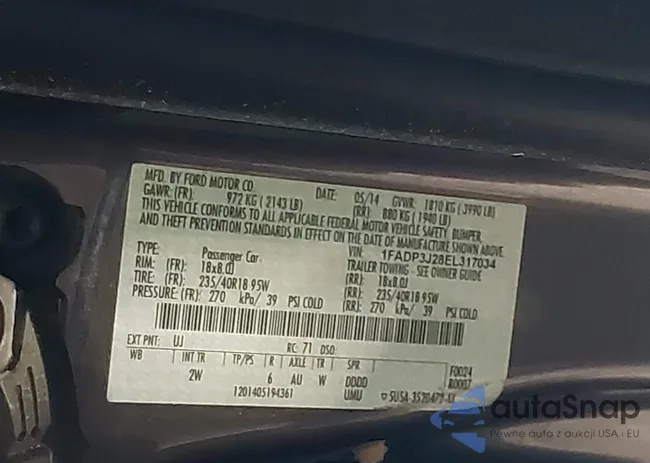 MFD. BY FORD MOTOR CO.
DATE: 05/14 GVWR: 1810 KG (3990 LB)
GAWR: (FR): 972 KG (2143 LB) (RR): 880 KG (1940 LB)
THIS VEHICLE CONFORMS TO ALL APPLICABLE FEDERAL MOTOR VEHICLE SAFETY, BUMPER,
AND THEFT PREVENTION STANDARDS IN EFFECT ON THE DATE OF MANUFACTURE SHOWN ABOVE.
VIN: 1FADP3J28EL317034
TYPE: Passenger Car TRAILER TOWING - SEE OWNER GUIDE
RIM: (FR): 18x8.0J (RR): 18x8.0J
TIRE: (FR): 235/40R18 95W (RR): 235/40R18 95W
PRESSURE: (FR): 270 kPa/ 39 PSI COLD (RR): 270 kPa/ 39 PSI COLD
EXT PNT: UJ RC: 71 DSO:
WB INT TR TP/PS R AXLE TR SPR F0024
2W 6 AU W DDDD R0007
1201405194361 UMU
autaSnap
Pewne auta z aukcji USA i EU